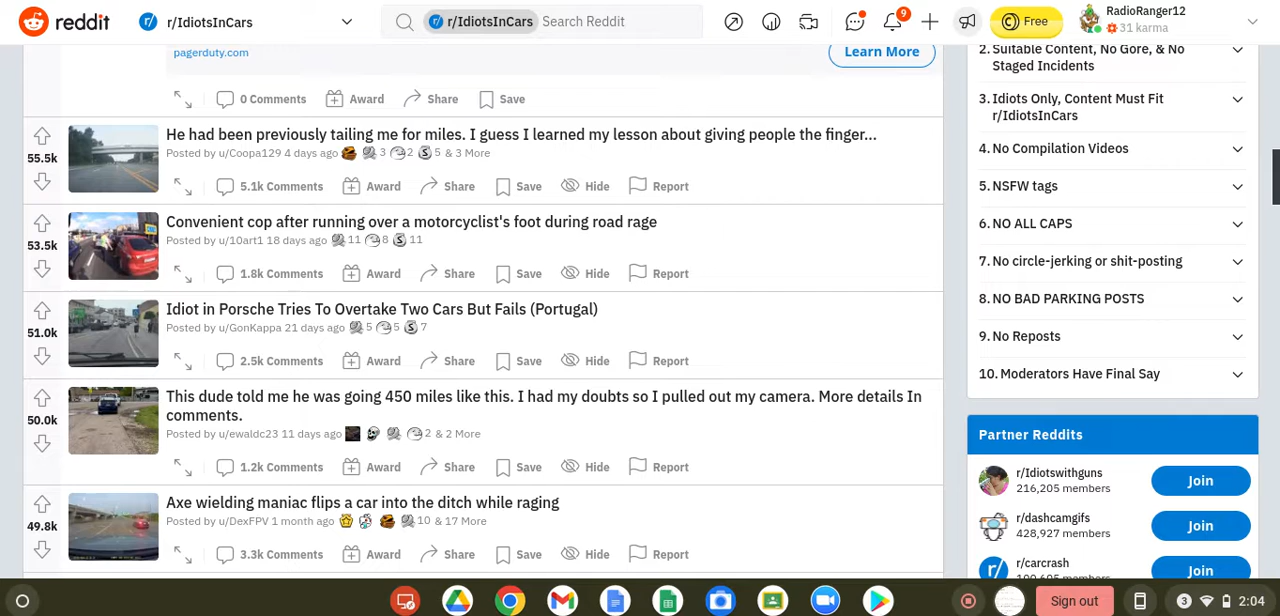 reddit r/IdiotsInCars r/IdiotsInCars Search Reddit 9 Free RadioRanger12
31 karma
pagerduty.com Learn More
0 Comments Award Share Save
55.5k
He had been previously tailing me for miles. I guess I learned my lesson about giving people the finger...
Posted by u/Coopa129 4 days ago 3 2 5 & 3 More
5.1k Comments Award Share Save Hide Report
53.5k
Convenient cop after running over a motorcyclist's foot during road rage
Posted by u/10art1 18 days ago 11 8 11
1.8k Comments Award Share Save Hide Report
51.0k
Idiot in Porsche Tries To Overtake Two Cars But Fails (Portugal)
Posted by u/GonKappa 21 days ago 5 5 7
2.5k Comments Award Share Save Hide Report
50.0k
This dude told me he was going 450 miles like this. I had my doubts so I pulled out my camera. More details In
comments.
Posted by u/ewaldc23 11 days ago 2 & 2 More
1.2k Comments Award Share Save Hide Report
49.8k
Axe wielding maniac flips a car into the ditch while raging
Posted by u/DexFPV 1 month ago 10 & 17 More
3.3k Comments Award Share Save Hide Report
2. Suitable Content, No Gore, & No
Staged Incidents
3. Idiots Only, Content Must Fit
r/IdiotsInCars
4. No Compilation Videos
5. NSFW tags
6. NO ALL CAPS
7. No circle-jerking or shit-posting
8. NO BAD PARKING POSTS
9. No Reposts
10. Moderators Have Final Say
Partner Reddits
r/Idiotswithguns
216,205 members
Join
r/dashcamgifs
428,927 members
Join
r/carcrash
Join
Sign out 3 2:04